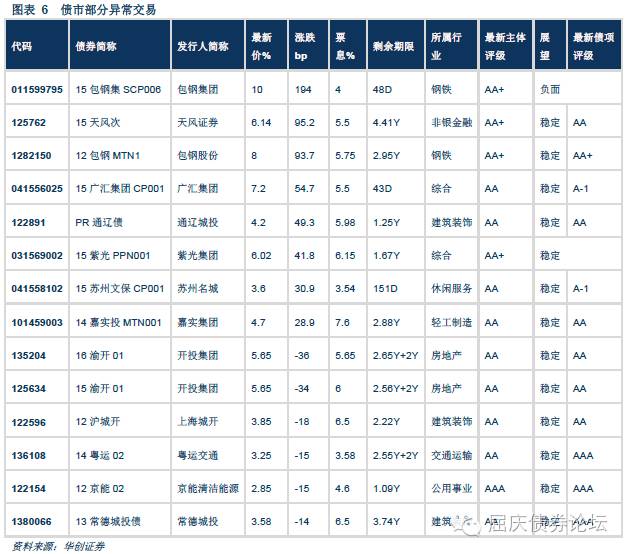 图表 6 债市部分异常交易
代码 债券简称 发行人简称 最新价% 涨跌bp 票息% 剩余期限 所属行业 最新主体评级 展望 最新债项评级
011599795 15 包钢集 SCP006 包钢集团 10 194 4 48D 钢铁 AA+ 负面
125762 15 天风次 天风证券 6.14 95.2 5.5 4.41Y 非银金融 AA+ 稳定 AA
1282150 12 包钢 MTN1 包钢股份 8 93.7 5.75 2.95Y 钢铁 AA+ 稳定 AA+
041556025 15 广汇集团 CP001 广汇集团 7.2 54.7 5.5 43D 综合 AA 稳定 A-1
122891 PR 通辽债 通辽城投 4.2 49.3 5.98 1.25Y 建筑装饰 AA 稳定 AA
031569002 15 紫光 PPN001 紫光集团 6.02 41.8 6.15 1.67Y 综合 AA+ 稳定
041558102 15 苏州文保 CP001 苏州名城 3.6 30.9 3.54 151D 休闲服务 AA 稳定 A-1
101459003 14 嘉实投 MTN001 嘉实集团 4.7 28.9 7.6 2.88Y 轻工制造 AA 稳定 AA
135204 16 渝开 01 开投集团 5.65 -36 5.65 2.65Y+2Y 房地产 AA 稳定 AA
125634 15 渝开 01 开投集团 5.65 -34 6 2.56Y+2Y 房地产 AA 稳定 AA
122596 12 沪城开 上海城开 3.85 -18 6.5 2.22Y 建筑装饰 AA 稳定 AA
136108 14 粤运 02 粤运交通 3.25 -15 3.58 2.55Y+2Y 交通运输 AA 稳定 AAA
122154 12 京能 02 京能清洁能源 2.85 -15 4.6 1.09Y 公用事业 AAA 稳定 AAA
1380066 13 常德城投债 常德城投 3.58 -14 6.5 3.74Y 建筑 AA 稳定 AA
屈庆债券论坛
资料来源：华创证券